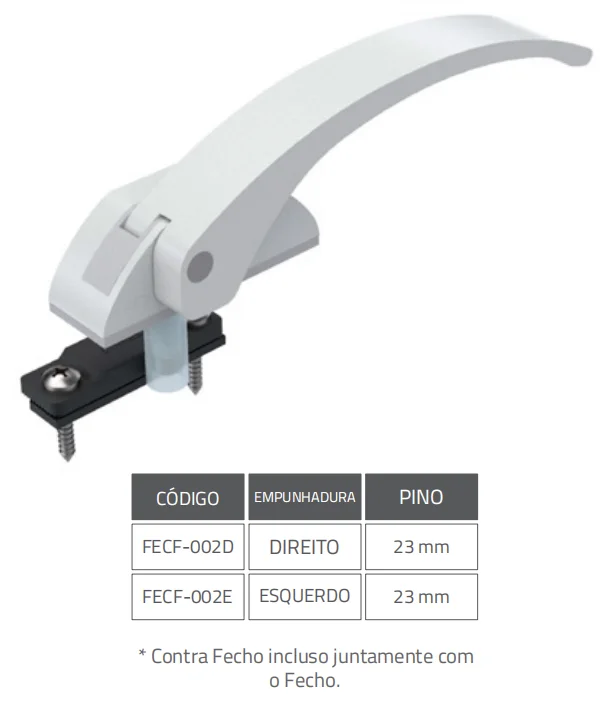 CÓDIGO EMPUNHADURA PINO
FECF-002D DIREITO 23 mm
FECF-002E ESQUERDO 23 mm
* Contra Fecho incluso juntamente com
o Fecho.